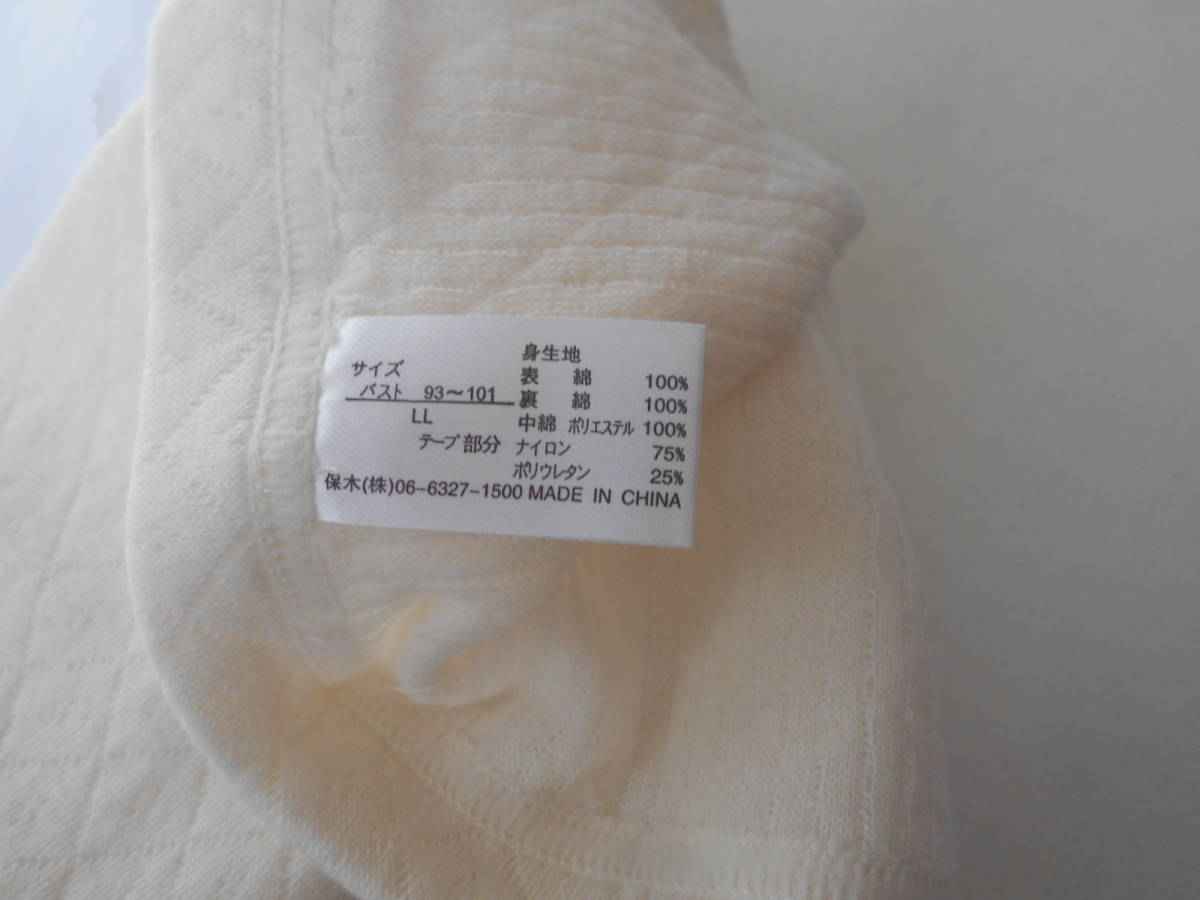 サイズ
バスト 93〜101
LL
身生地
表 綿 100%
裏 綿 100%
中綿 ポリエステル 100%
テープ部分 ナイロン 75%
ポリウレタン 25%
保木(株)06-6327-1500 MADE IN CHINA